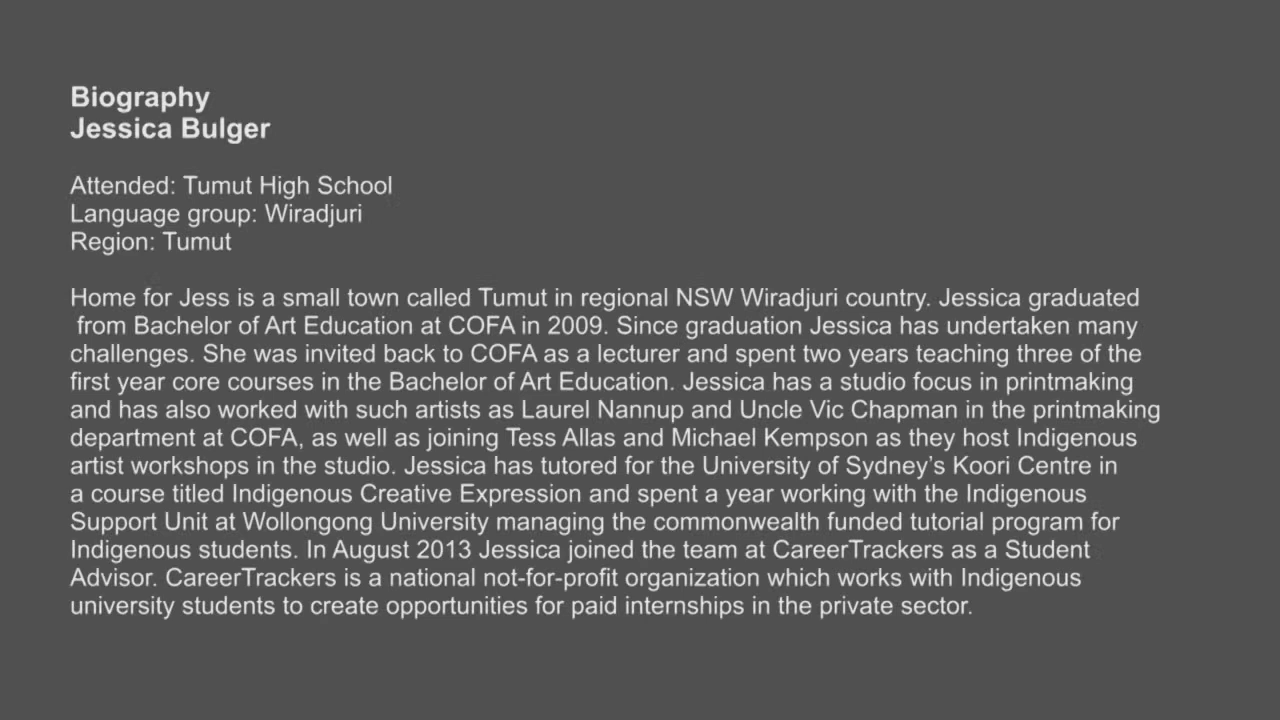 Biography
Jessica Bulger
Attended: Tumut High School
Language group: Wiradjuri
Region: Tumut
Home for Jess is a small town called Tumut in regional NSW Wiradjuri country. Jessica graduated
from Bachelor of Art Education at COFA in 2009. Since graduation Jessica has undertaken many
challenges. She was invited back to COFA as a lecturer and spent two years teaching three of the
first year core courses in the Bachelor of Art Education. Jessica has a studio focus in printmaking
and has also worked with such artists as Laurel Nannup and Uncle Vic Chapman in the printmaking
department at COFA, as well as joining Tess Allas and Michael Kempson as they host Indigenous
artist workshops in the studio. Jessica has tutored for the University of Sydney’s Koori Centre in
a course titled Indigenous Creative Expression and spent a year working with the Indigenous
Support Unit at Wollongong University managing the commonwealth funded tutorial program for
Indigenous students. In August 2013 Jessica joined the team at CareerTrackers as a Student
Advisor. CareerTrackers is a national not-for-profit organization which works with Indigenous
university students to create opportunities for paid internships in the private sector.